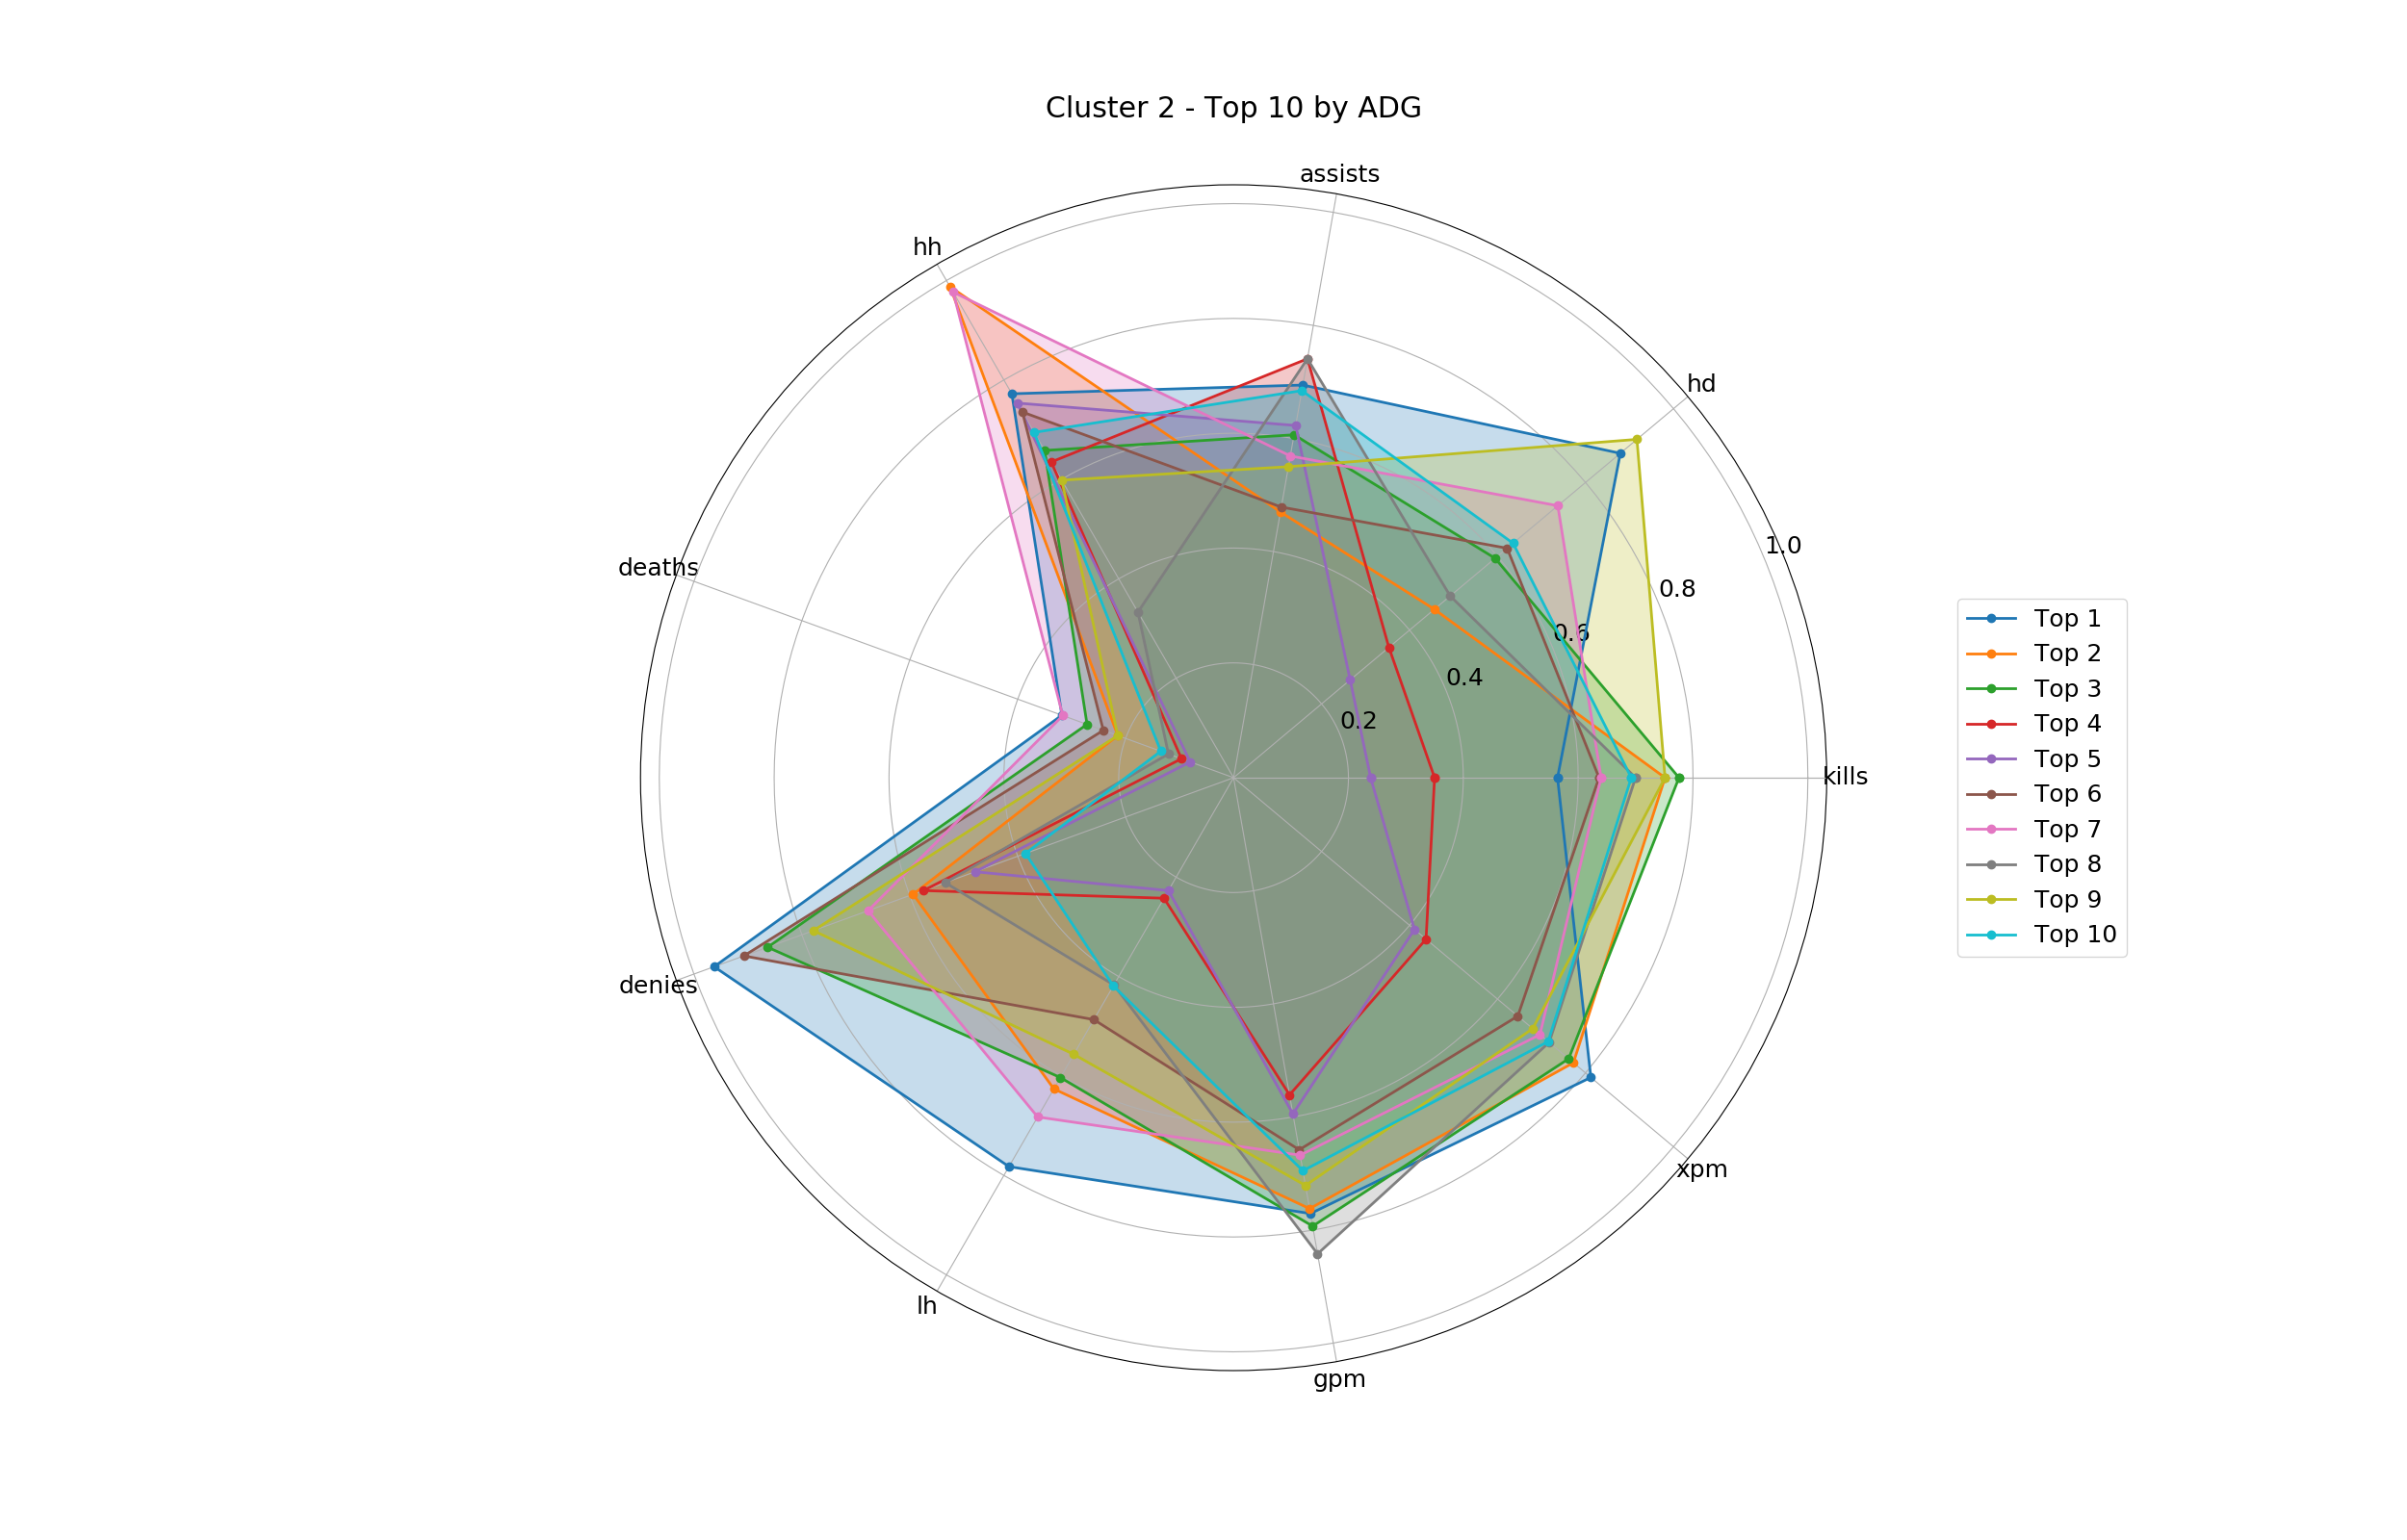 Cluster 2 - Top 10 by ADG
assists
hh
hd
deaths
1.0
0.8
0.6
0.4
0.2
kills
denies
xpm
lh
gpm
Top 1
Top 2
Top 3
Top 4
Top 5
Top 6
Top 7
Top 8
Top 9
Top 10